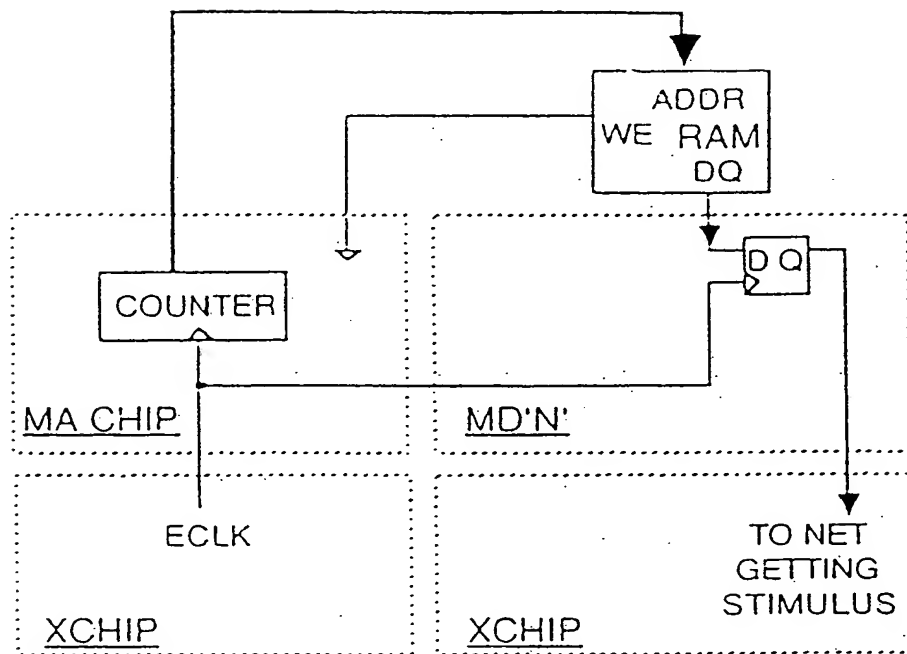 ADDR
WE RAM
DQ
D Q
COUNTER
MA CHIP
MD'N'
ECLK
TO NET
GETTING
STIMULUS
XCHIP
XCHIP